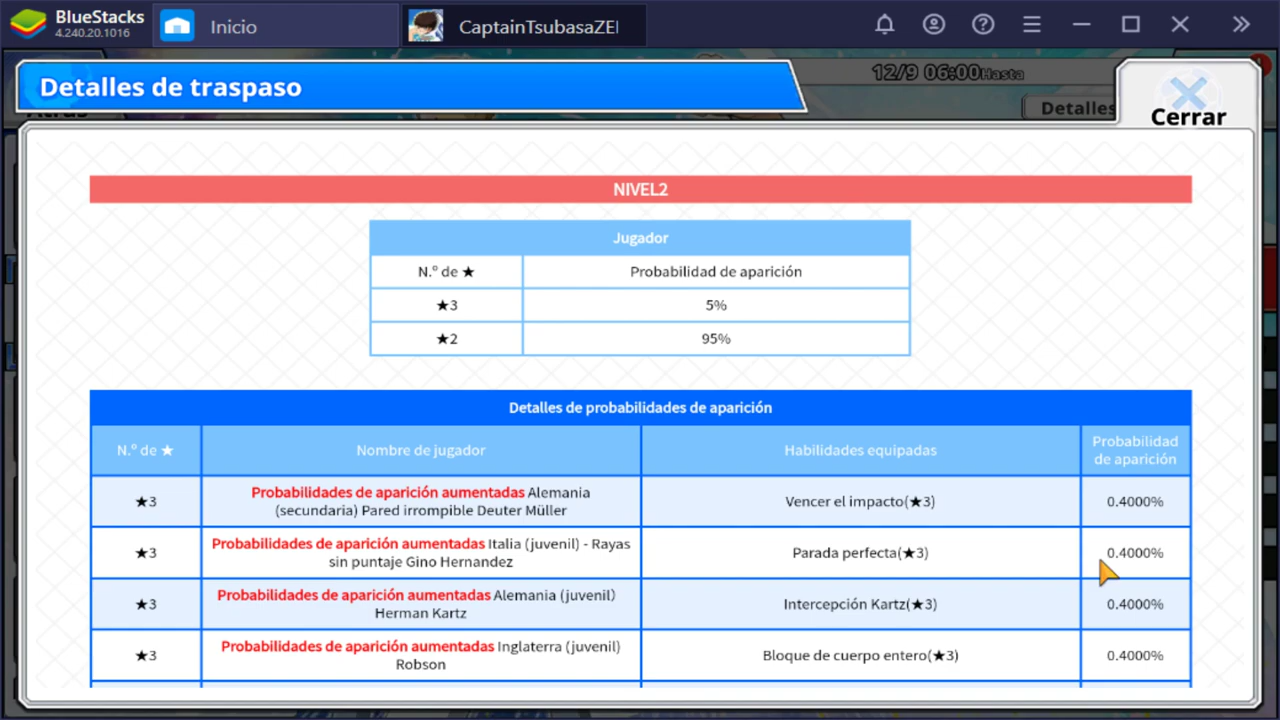 BlueStacks
4.240.20.1016
Inicio
CaptainTsubasaZEI
12/9 06:00Hasta
Detalles de traspaso
Detalles
Atrás
Cerrar
NIVEL2
Jugador
N.º de ★ Probabilidad de aparición
★3 5%
★2 95%
Detalles de probabilidades de aparición
N.º de ★ Nombre de jugador Habilidades equipadas Probabilidad
de aparición
★3 Probabilidades de aparición aumentadas Alemania
(secundaria) Pared irrompible Deuter Müller Vencer el impacto(★3) 0.4000%
★3 Probabilidades de aparición aumentadas Italia (juvenil) - Rayas
sin puntaje Gino Hernandez Parada perfecta(★3) 0.4000%
★3 Probabilidades de aparición aumentadas Alemania (juvenil)
Herman Kartz Intercepción Kartz(★3) 0.4000%
★3 Probabilidades de aparición aumentadas Inglaterra (juvenil)
Robson Bloque de cuerpo entero(★3) 0.4000%